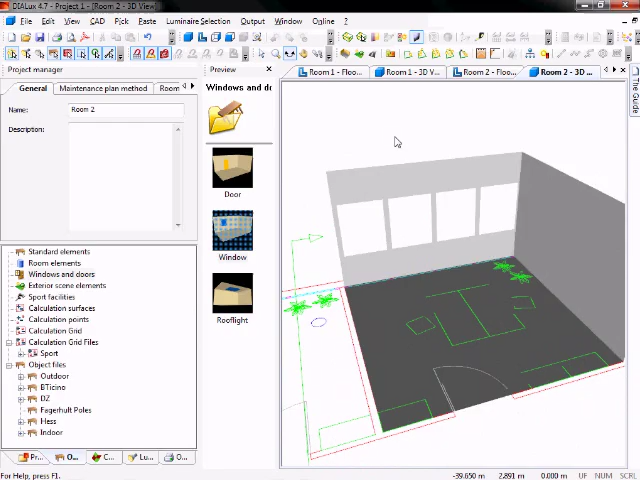 DIALux 4.7 - Project 1 - [Room 2 - 3D View]
File Edit View CAD Pick Paste Luminaire Selection Output Window Online ?
Project manager
General Maintenance plan method Room
Name: Room 2
Description:
Preview
Windows and do
Door
Window
Rooflight
Room 1 - Floo... Room 1 - 3D V... Room 2 - Floo... Room 2 - 3D ...
The Guide
Standard elements
Room elements
Windows and doors
Exterior scene elements
Sport facilities
Calculation surfaces
Calculation points
Calculation Grid
Calculation Grid Files
Sport
Object files
Outdoor
BTicino
DZ
Fagerhult Poles
Hess
Indoor
Pr... O... C... Lu... O...
For Help, press F1.
-39.650 m 2.891 m 0.000 m UF NUM SCRL